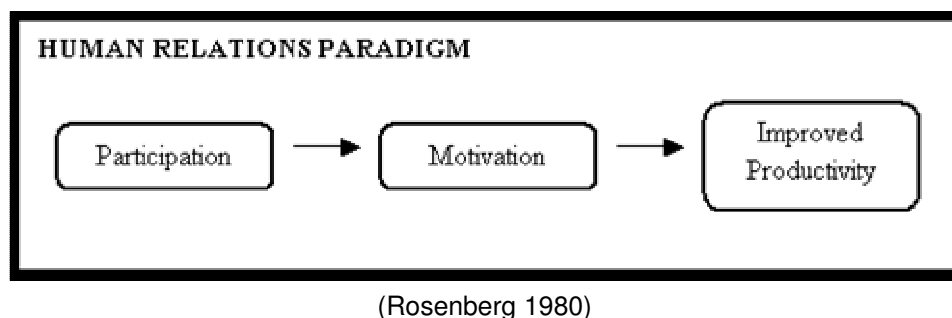 HUMAN RELATIONS PARADIGM
Participation
Motivation
Improved
Productivity
(Rosenberg 1980)